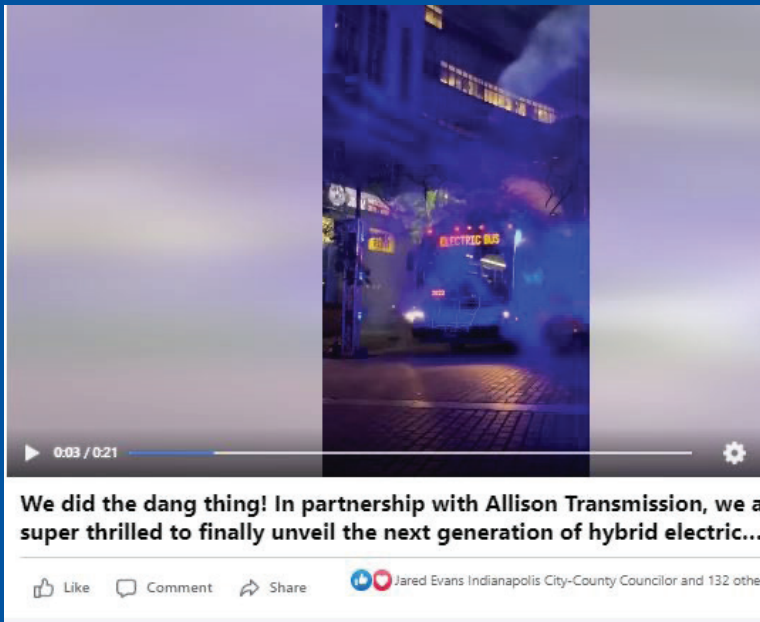 ELECTRIC BUS
0:03 / 0:21
We did the dang thing! In partnership with Allison Transmission, we a
super thrilled to finally unveil the next generation of hybrid electric...
Like Comment Share Jared Evans Indianapolis City-County Councilor and 132 othe